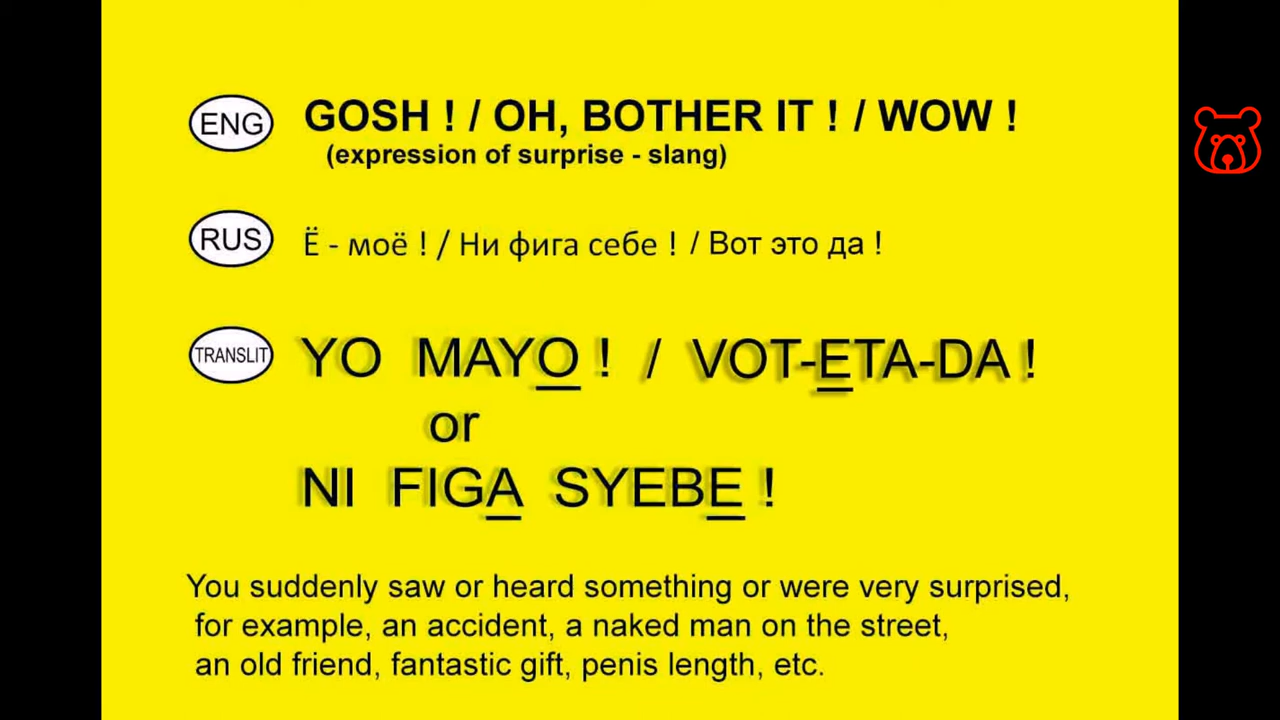 ENG GOSH ! / OH, BOTHER IT ! / WOW !
(expression of surprise - slang)
RUS Ё - моё ! / Ни фига себе ! / Вот это да !
TRANSLIT YO MAYO ! / VOT-ETA-DA !
or
NI FIGA SYEBE !
You suddenly saw or heard something or were very surprised,
for example, an accident, a naked man on the street,
an old friend, fantastic gift, penis length, etc.